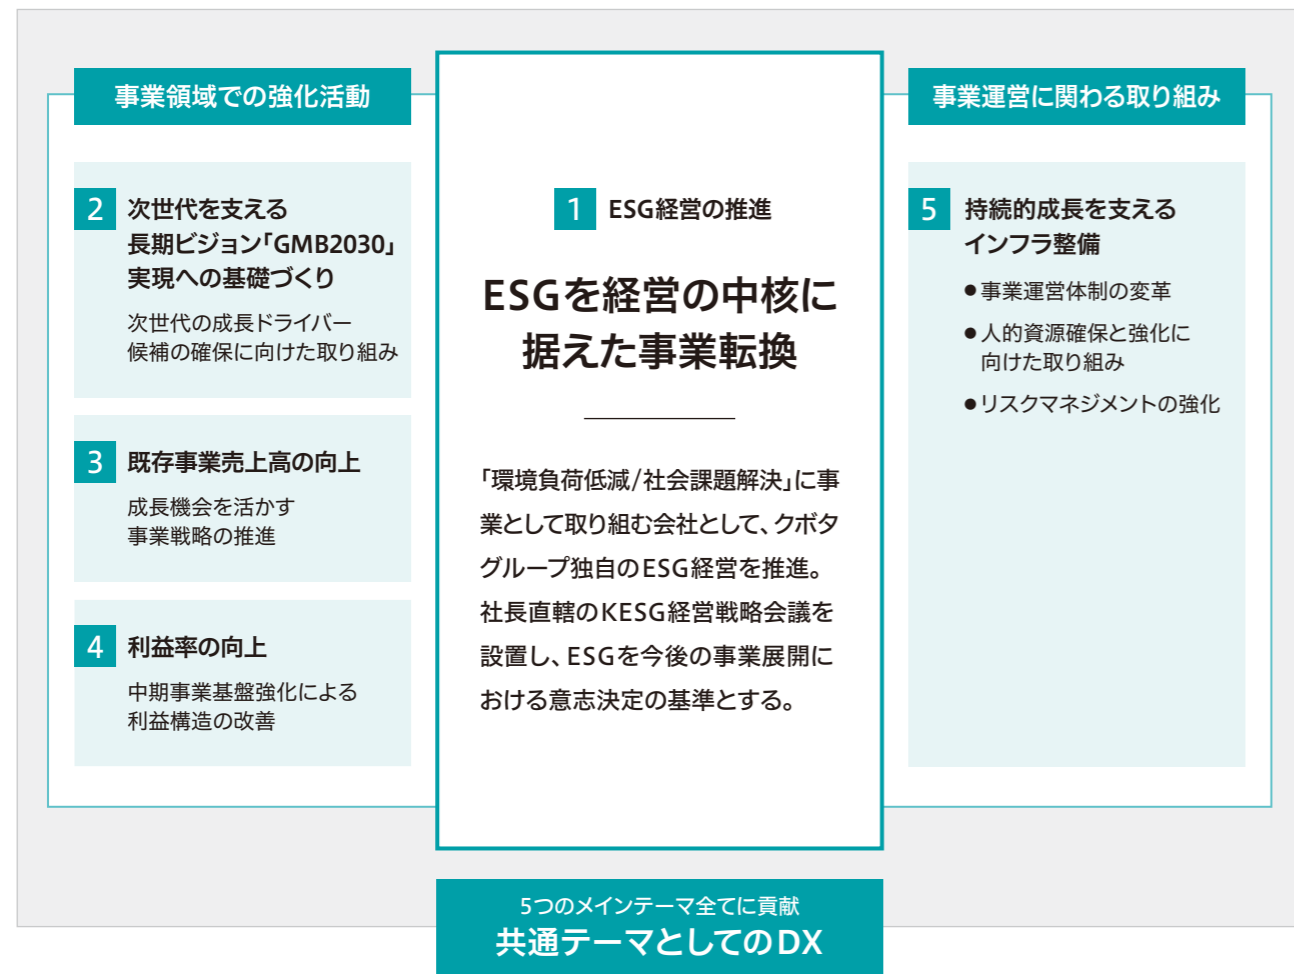 事業領域での強化活動
2 次世代を支える
長期ビジョン「GMB2030」
実現への基礎づくり
次世代の成長ドライバー
候補の確保に向けた取り組み
3 既存事業売上高の向上
成長機会を活かす
事業戦略の推進
4 利益率の向上
中期事業基盤強化による
利益構造の改善
1 ESG経営の推進
ESGを経営の中核に
据えた事業転換
「環境負荷低減/社会課題解決」に事
業として取り組む会社として、クボタ
グループ独自のESG経営を推進。
社長直轄のKESG経営戦略会議を
設置し、ESGを今後の事業展開に
おける意志決定の基準とする。
事業運営に関わる取り組み
5 持続的成長を支える
インフラ整備
●事業運営体制の変革
●人的資源確保と強化に
向けた取り組み
●リスクマネジメントの強化
5つのメインテーマ全てに貢献
共通テーマとしてのDX